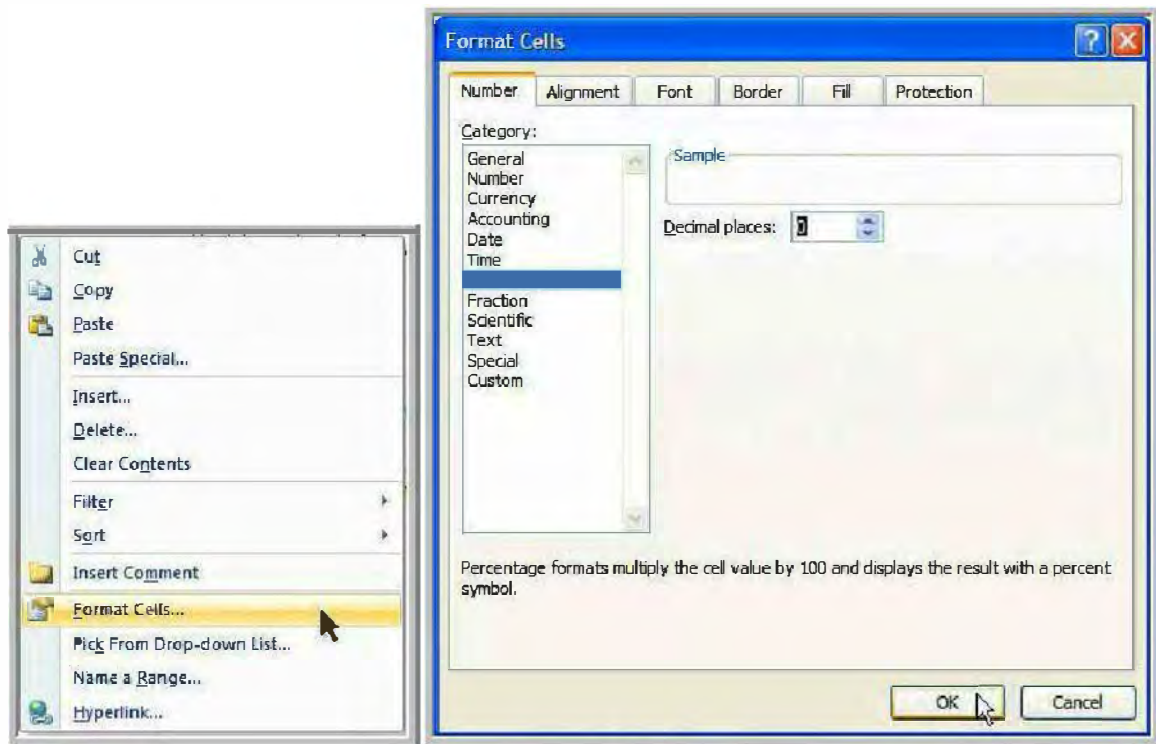 Cut
Copy
Paste
Paste Special...
Insert...
Delete...
Clear Contents
Filter
Sort
Insert Comment
Format Cells...
Pick From Drop-down List...
Name a Range...
Hyperlink...
Format Cells
Number Alignment Font Border Fill Protection
Category:
General
Number
Currency
Accounting
Date
Time
Fraction
Scientific
Text
Special
Custom
Sample
Decimal places: 0
Percentage formats multiply the cell value by 100 and displays the result with a percent
symbol.
OK Cancel